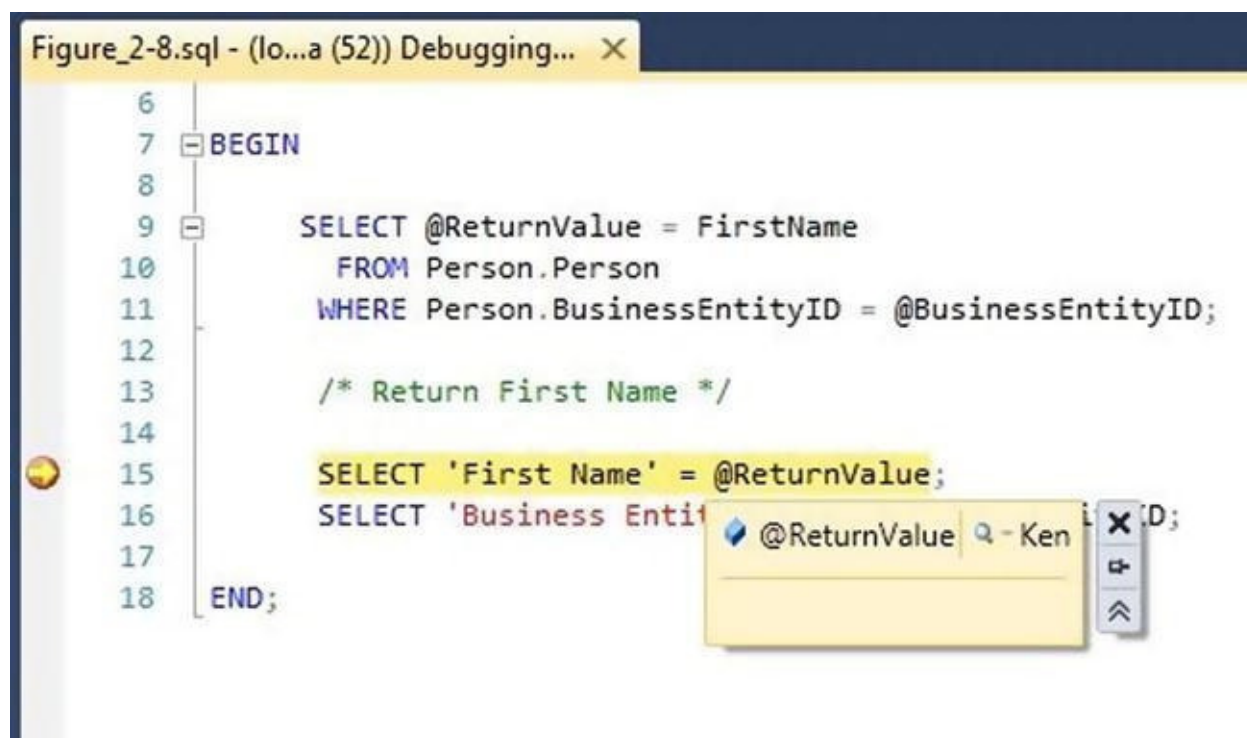 Figure_2-8.sql - (lo...a (52)) Debugging...
6
7 BEGIN
8
9 SELECT @ReturnValue = FirstName
10 FROM Person.Person
11 WHERE Person.BusinessEntityID = @BusinessEntityID;
12
13 /* Return First Name */
14
15 SELECT 'First Name' = @ReturnValue;
16 SELECT 'Business Entit D;
@ReturnValue Ken
17
18 END;